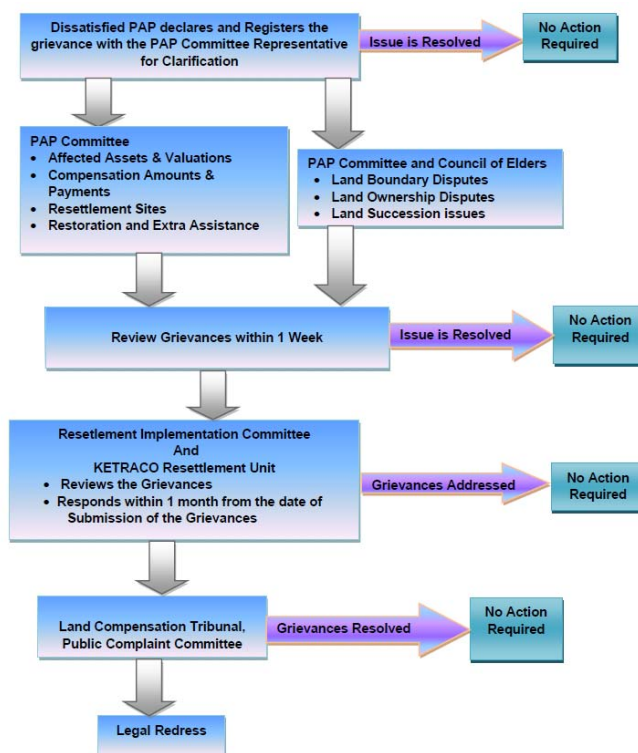 Dissatisfied PAP declares and Registers the
grievance with the PAP Committee Representative
for Clarification
Issue is Resolved
No Action
Required
PAP Committee
• Affected Assets & Valuations
• Compensation Amounts &
Payments
• Resettlement Sites
• Restoration and Extra Assistance
PAP Committee and Council of Elders
• Land Boundary Disputes
• Land Ownership Disputes
• Land Succession issues
Review Grievances within 1 Week
Issue is Resolved
No Action
Required
Resetlement Implementation Committee
And
KETRACO Resettlement Unit
• Reviews the Grievances
• Responds within 1 month from the date of
Submission of the Grievances
Grievances Addressed
No Action
Required
Land Compensation Tribunal,
Public Complaint Committee
Grievances Resolved
No Action
Required
Legal Redress